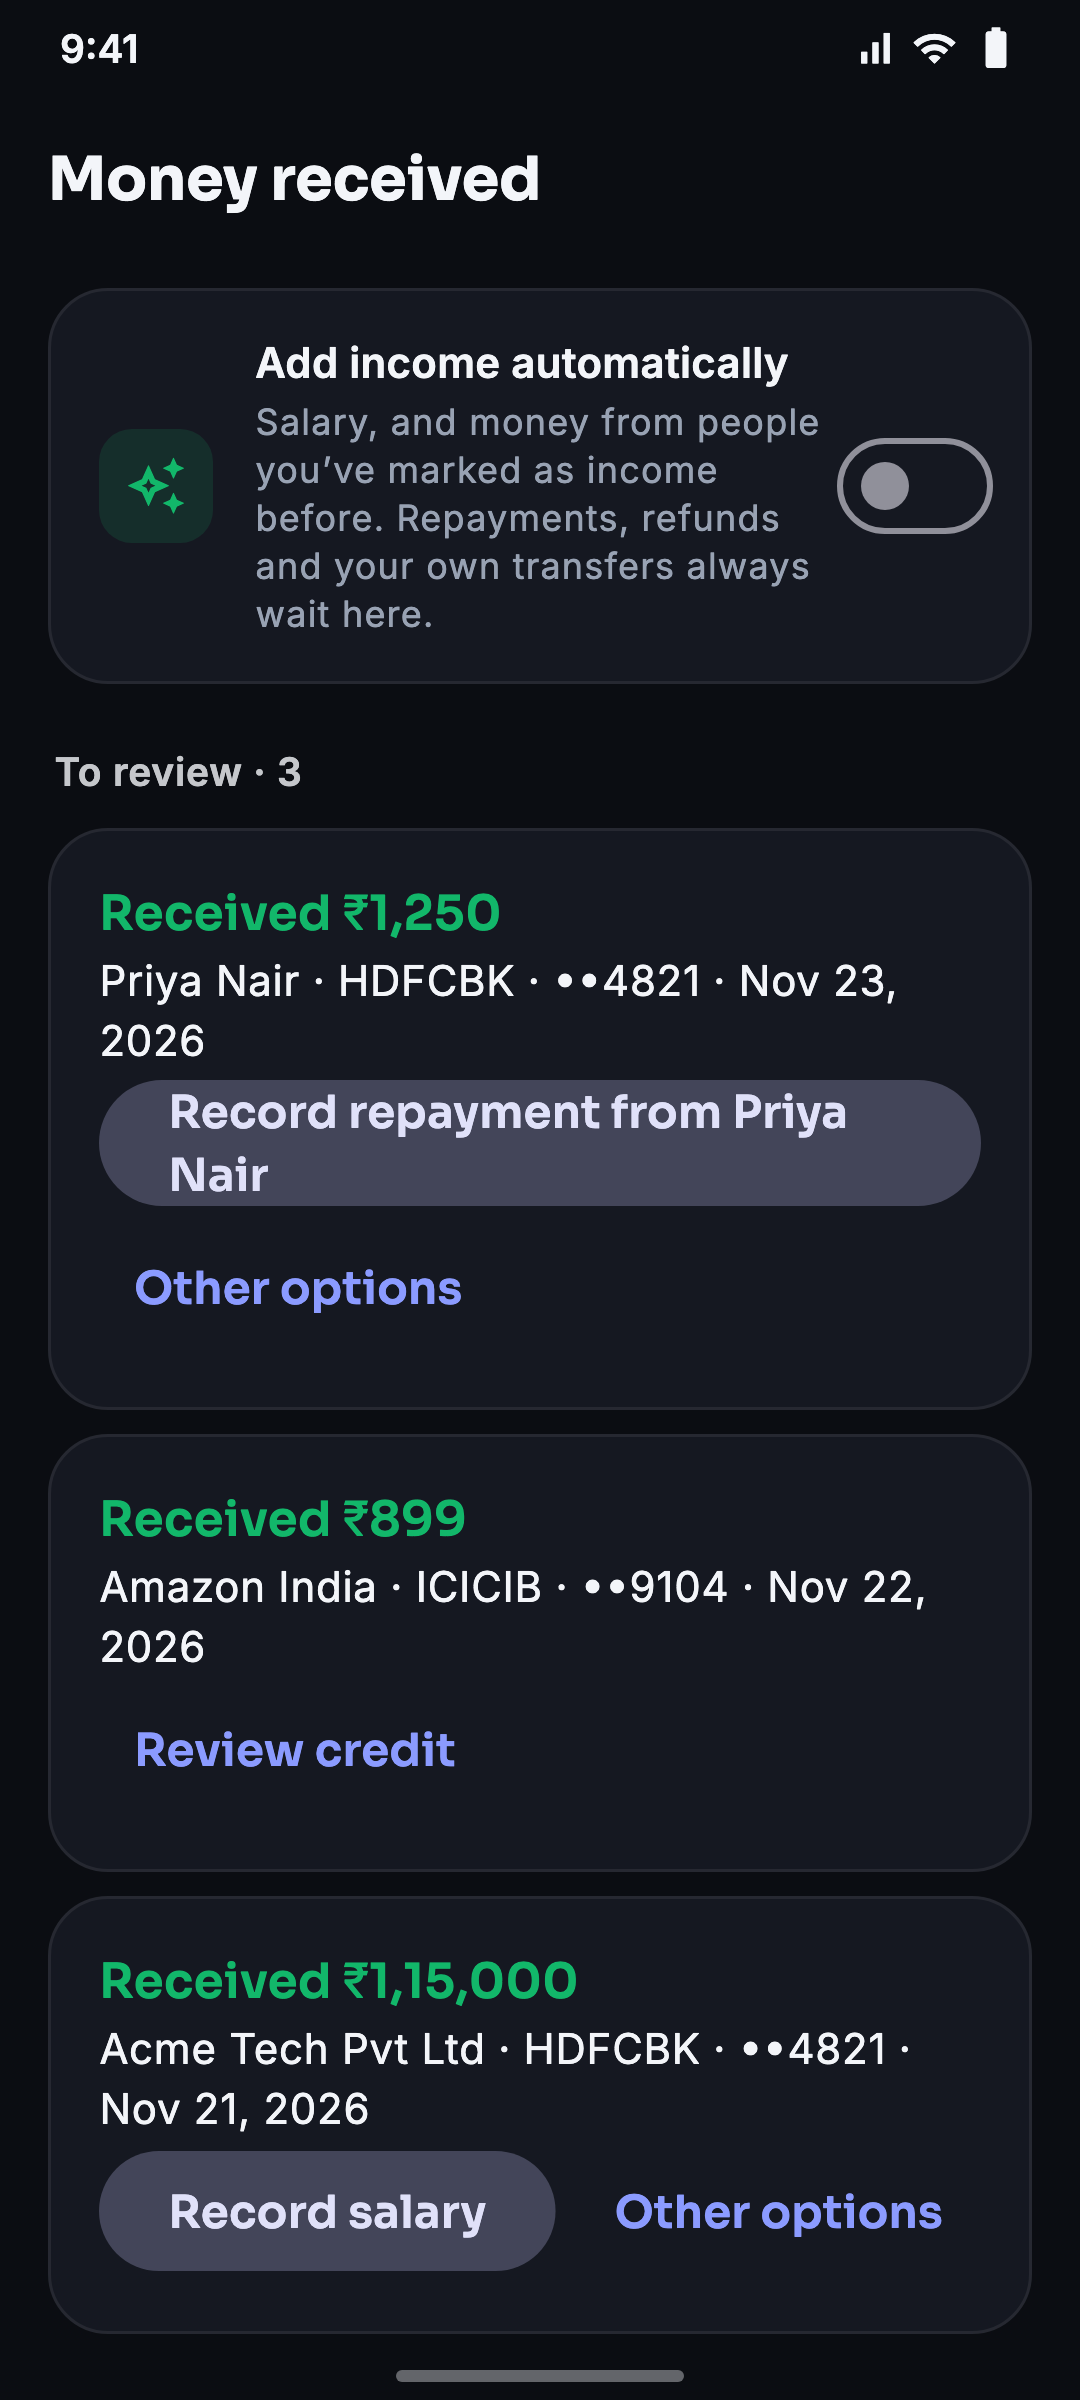 9:41
Money received
Add income automatically
Salary, and money from people
you’ve marked as income
before. Repayments, refunds
and your own transfers always
wait here.
To review · 3
Received ₹1,250
Priya Nair · HDFCBK · ••4821 · Nov 23,
2026
Record repayment from Priya
Nair
Other options
Received ₹899
Amazon India · ICICIB · ••9104 · Nov 22,
2026
Review credit
Received ₹1,15,000
Acme Tech Pvt Ltd · HDFCBK · ••4821 ·
Nov 21, 2026
Record salary
Other options